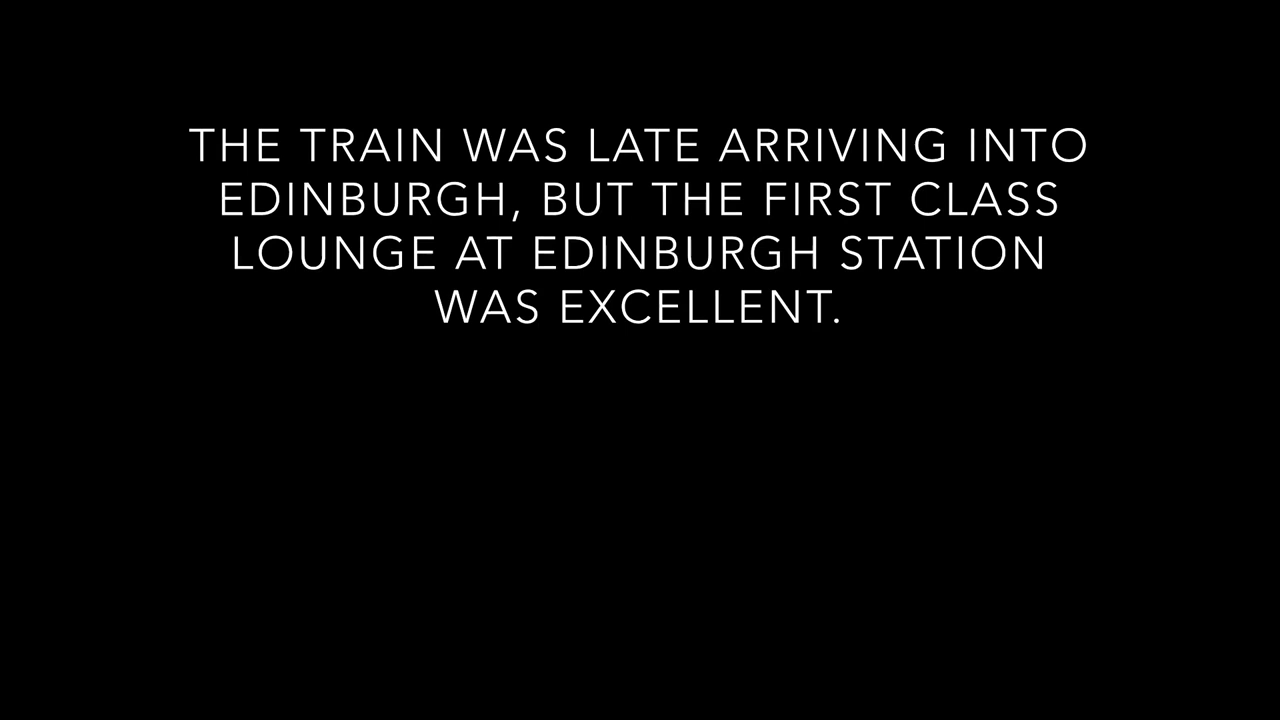 THE TRAIN WAS LATE ARRIVING INTO
EDINBURGH, BUT THE FIRST CLASS
LOUNGE AT EDINBURGH STATION
WAS EXCELLENT.